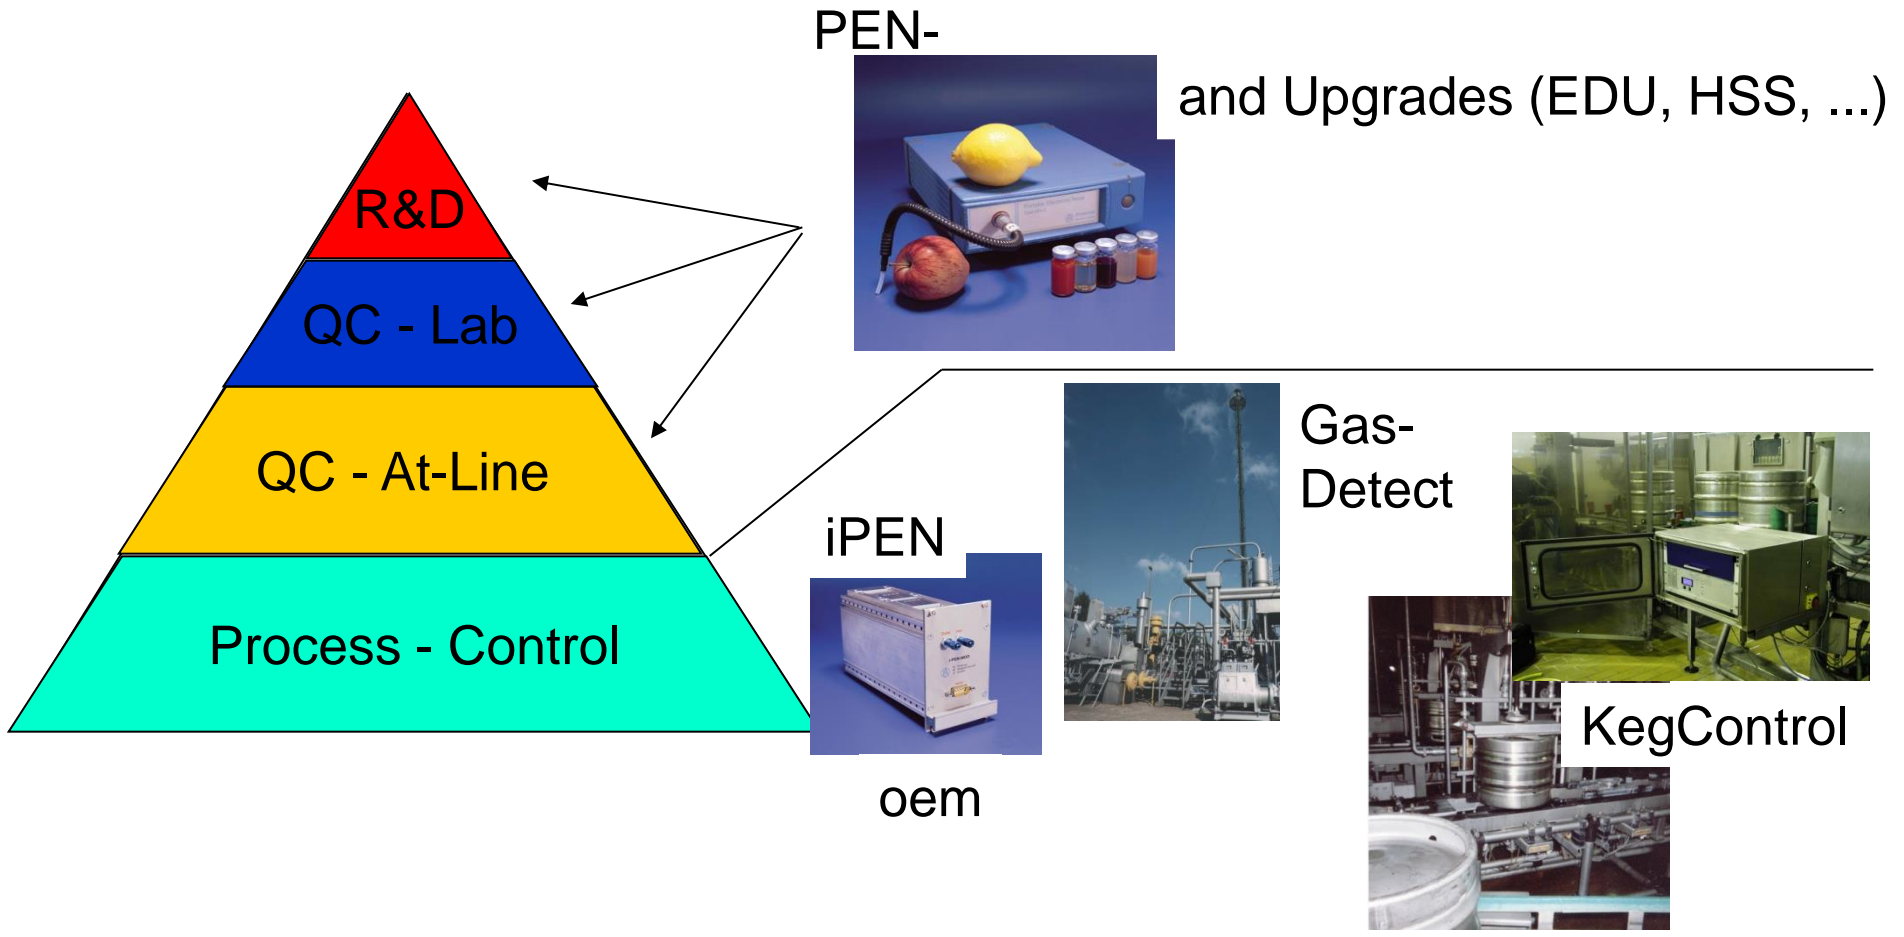 PEN-
and Upgrades (EDU, HSS, ...)
R&D
QC - Lab
QC - At-Line
Process - Control
Gas-
Detect
iPEN
KegControl
oem